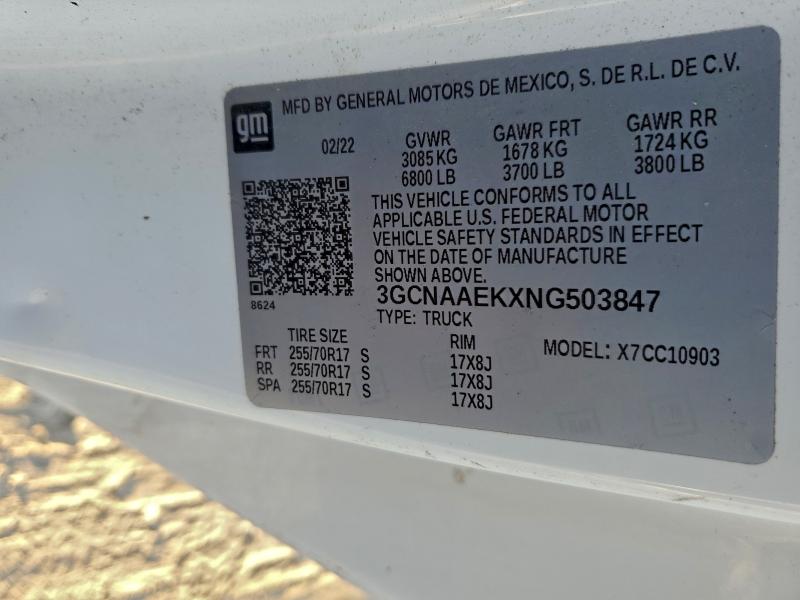 gm
MFD BY GENERAL MOTORS DE MEXICO, S. DE R.L. DE C.V.
02/22
GVWR
3085 KG
6800 LB
GAWR FRT
1678 KG
3700 LB
GAWR RR
1724 KG
3800 LB
THIS VEHICLE CONFORMS TO ALL
APPLICABLE U.S. FEDERAL MOTOR
VEHICLE SAFETY STANDARDS IN EFFECT
ON THE DATE OF MANUFACTURE
SHOWN ABOVE.
8624
3GCNAAEKXNG503847
TYPE: TRUCK
TIRE SIZE
RIM
MODEL: X7CC10903
FRT 255/70R17 S 17X8J
RR 255/70R17 S 17X8J
SPA 255/70R17 S 17X8J